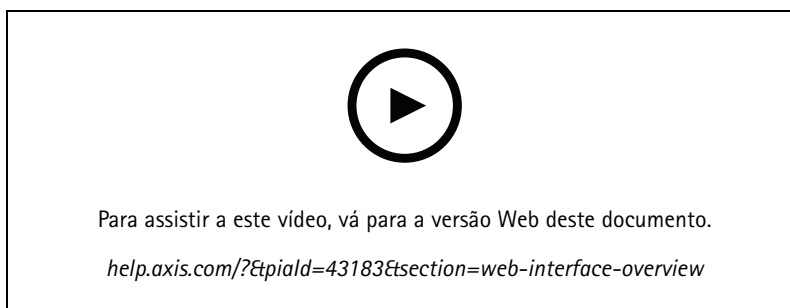 Para assistir a este vídeo, vá para a versão Web deste documento.
help.axis.com/?&piaId=43183&section=web-interface-overview